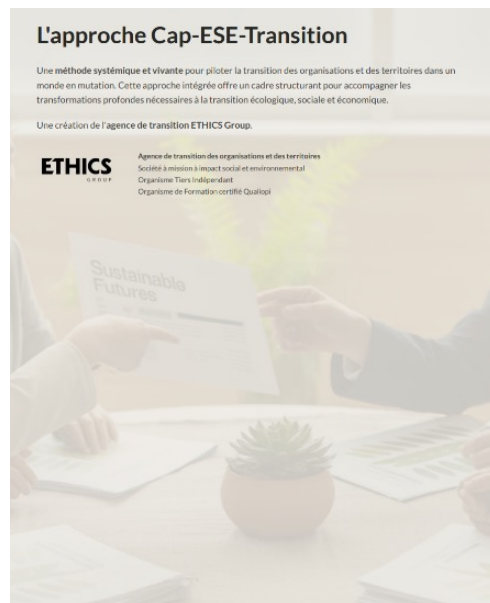 L'approche Cap-ESE-Transition
Une méthode systémique et vivante pour piloter la transition des organisations et des territoires dans un
monde en mutation. Cette approche intégrée offre un cadre structurant pour accompagner les
transformations profondes nécessaires à la transition écologique, sociale et économique.
Une création de l'agence de transition ETHICS Group.
ETHICS
GROUP
Agence de transition des organisations et des territoires
Société à mission à impact social et environnemental
Organisme Tiers Indépendant
Organisme de Formation certifié Qualiopi
Sustainable
Futures